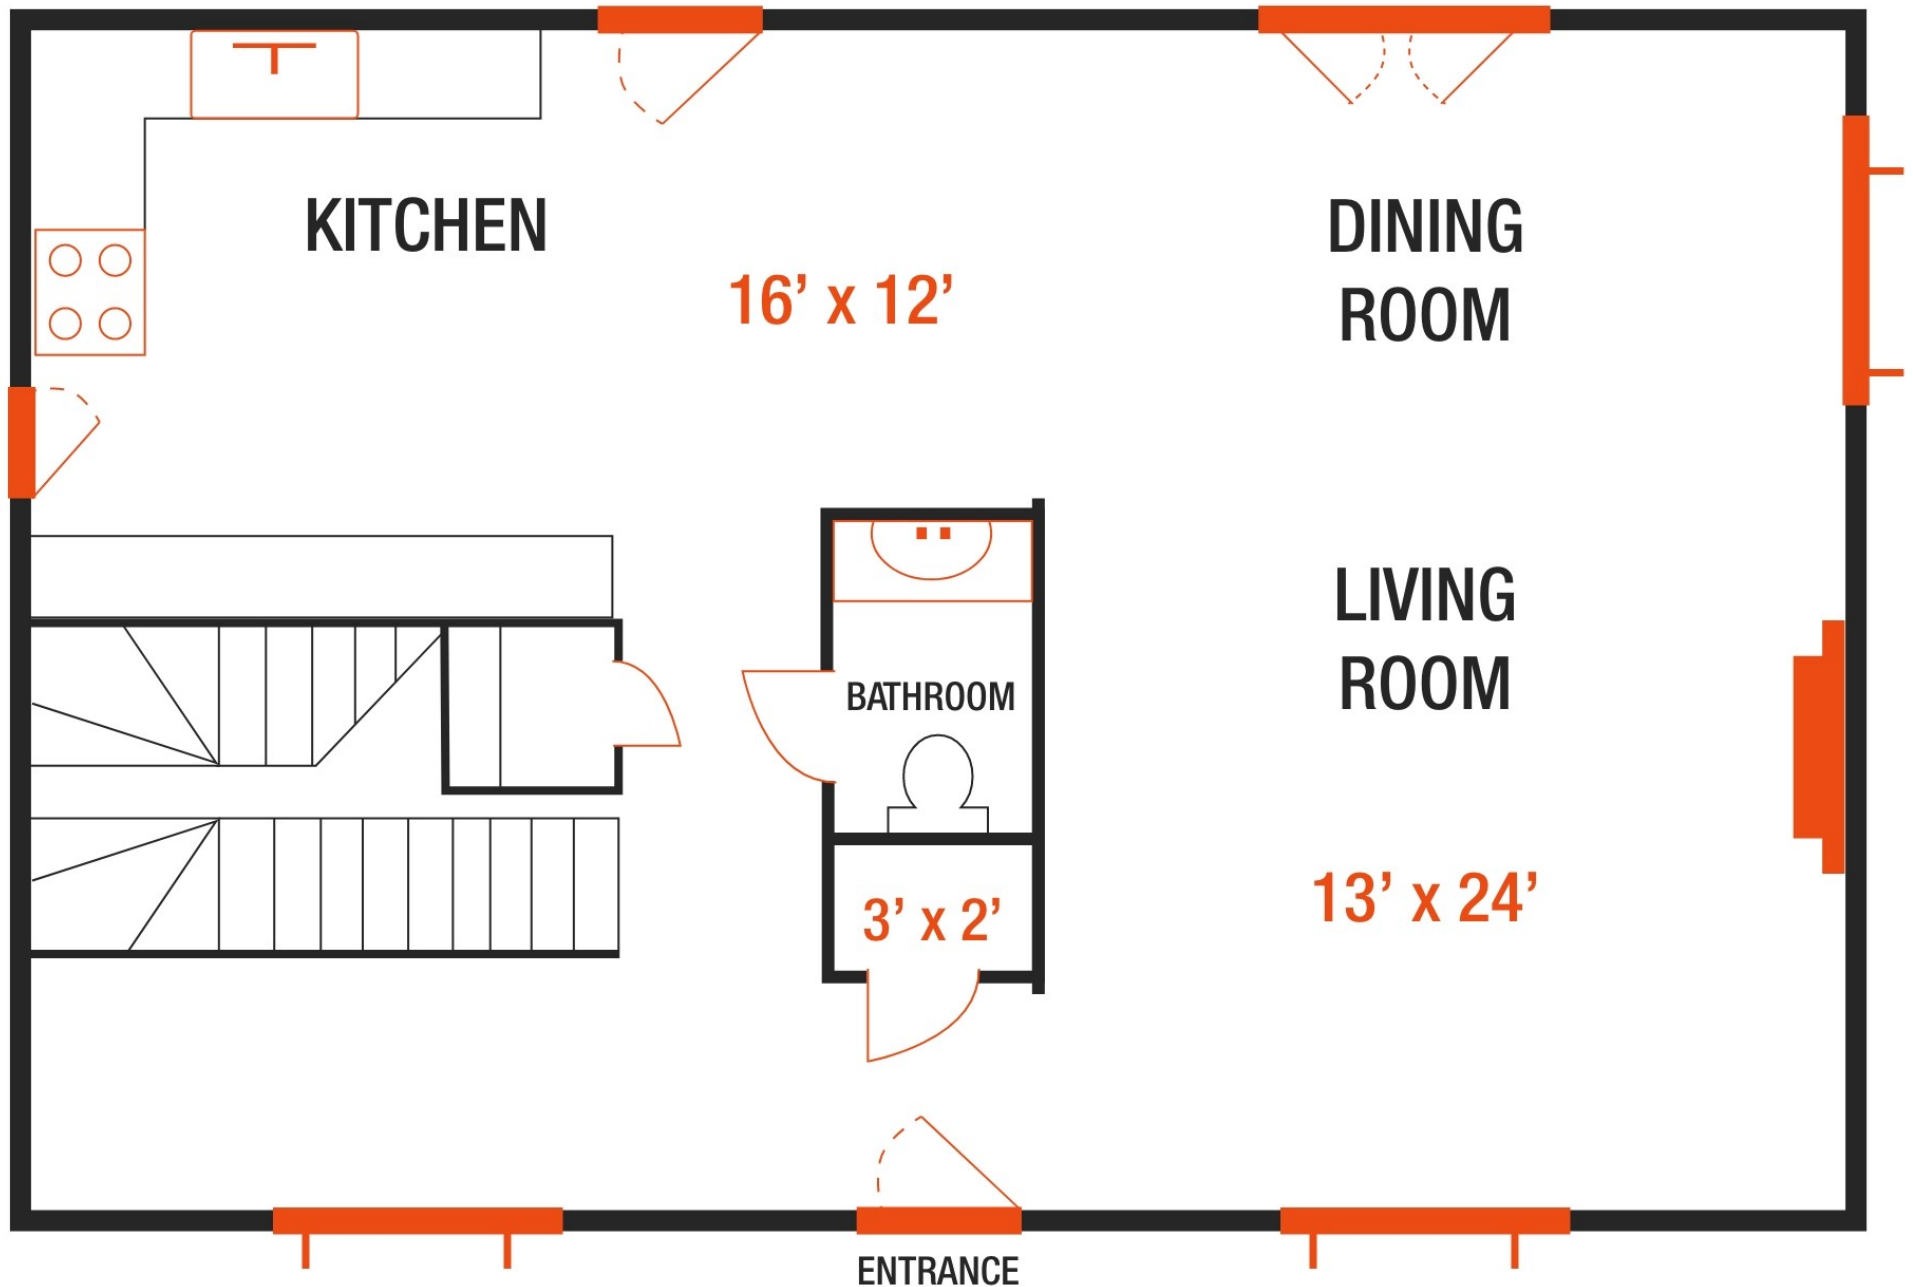 KITCHEN
DINING
ROOM
16’ x 12’
LIVING
ROOM
BATHROOM
13’ x 24’
3’ x 2’
ENTRANCE